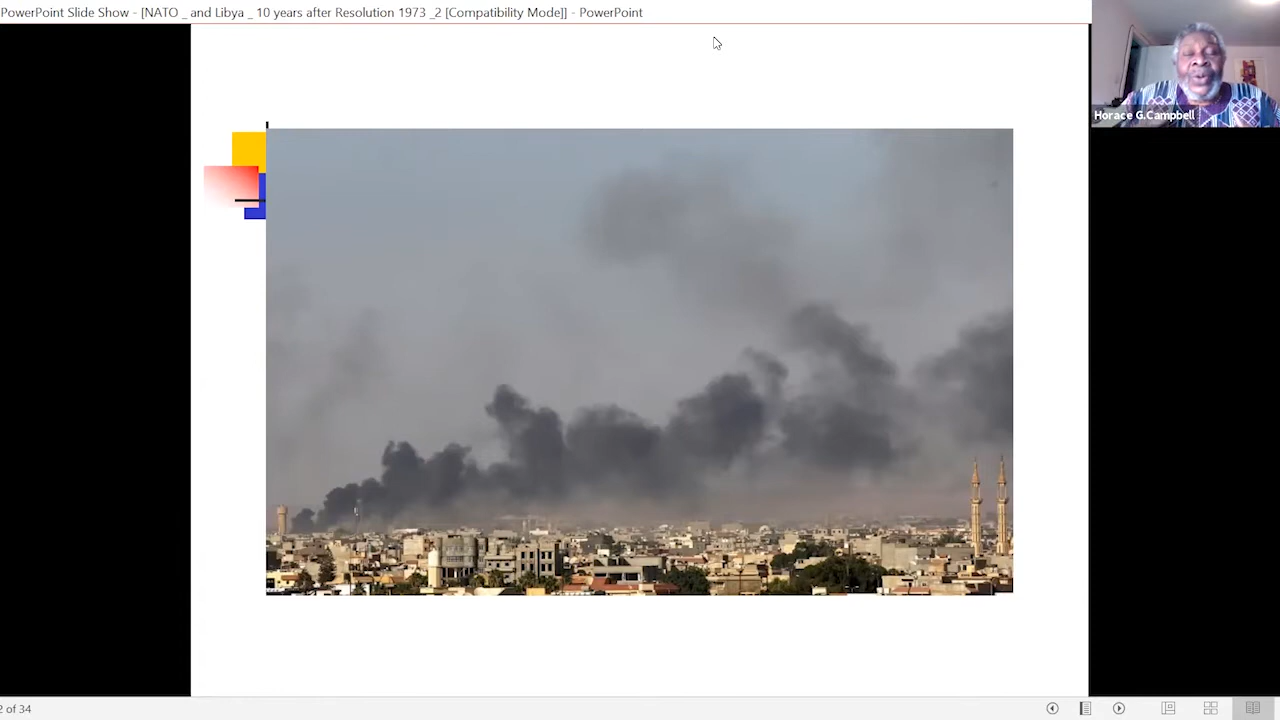 PowerPoint Slide Show - [NATO _ and Libya _ 10 years after Resolution 1973 _2 [Compatibility Mode]] - PowerPoint
Horace G.Campbell
2 of 34